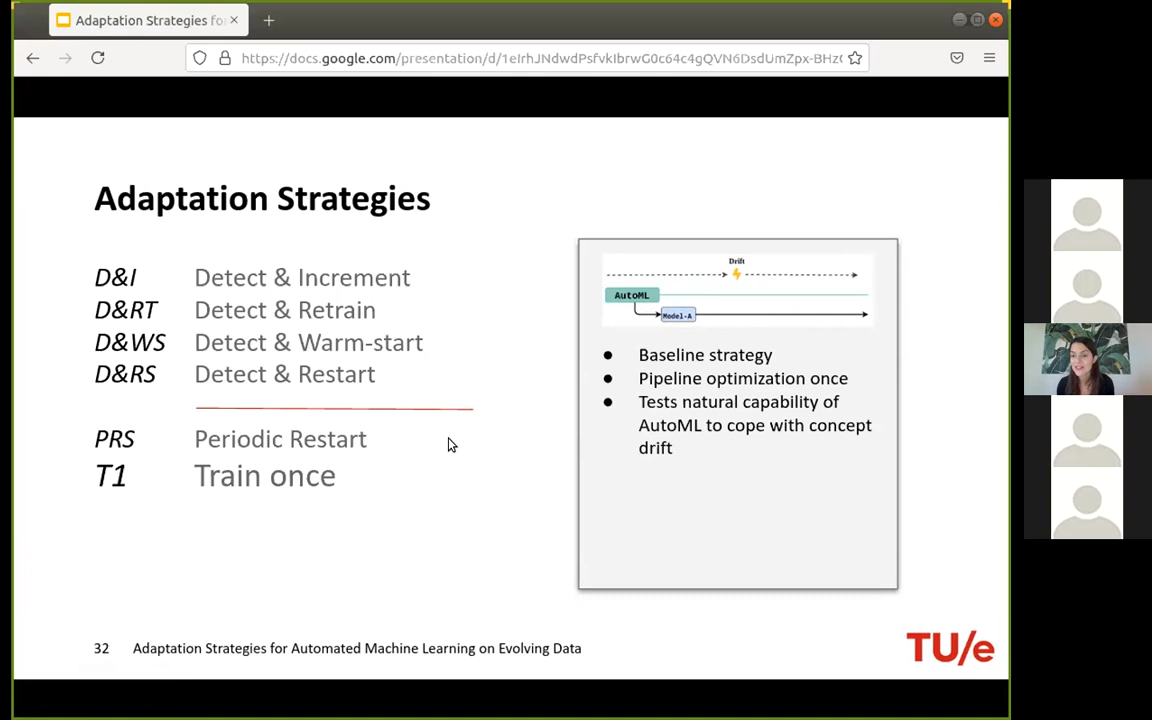 Adaptation Strategies fo
https://docs.google.com/presentation/d/1eIrhJNdwdPsfvkIbrwG0c64c4gQVN6DsdUmZpx-BHz
Adaptation Strategies
D&I Detect & Increment
D&RT Detect & Retrain
D&WS Detect & Warm-start
D&RS Detect & Restart
PRS Periodic Restart
T1 Train once
Drift
AutoML
Model-A
● Baseline strategy
● Pipeline optimization once
● Tests natural capability of
AutoML to cope with concept
drift
32 Adaptation Strategies for Automated Machine Learning on Evolving Data
TU/e